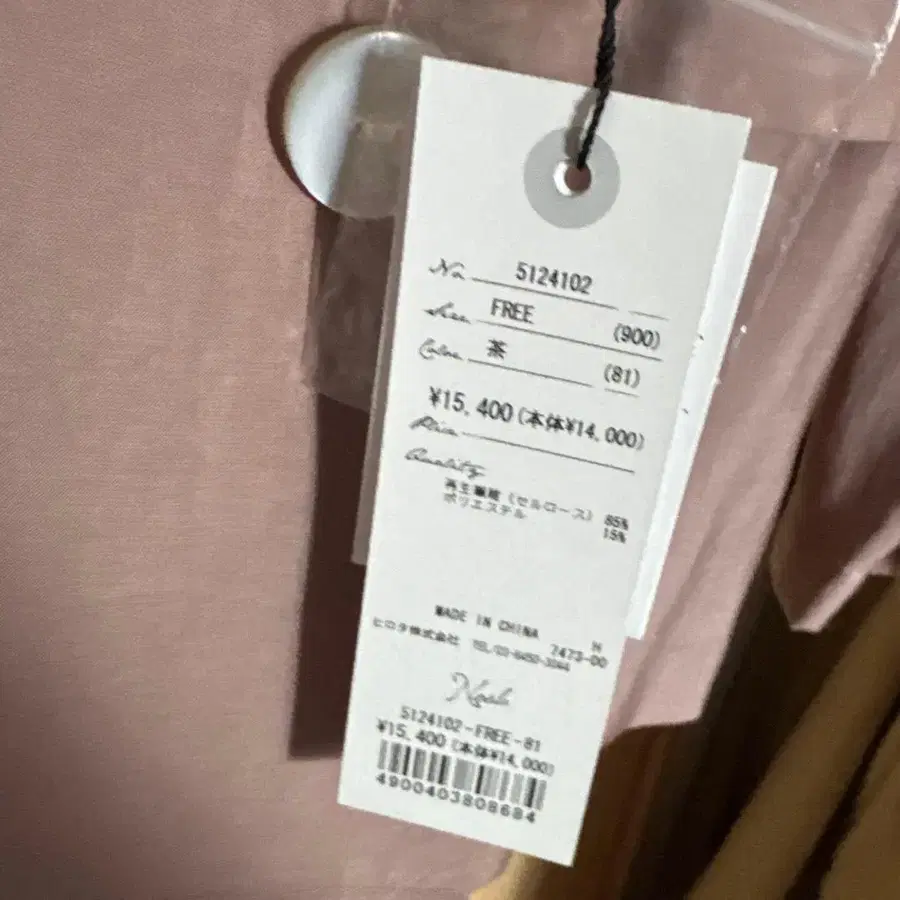 No. 5124102
Size FREE (900)
Color 茶 (81)
¥15,400(本体¥14,000)
Price
Quality
再生繊維(セルロース) 85%
ポリエステル 15%
MADE IN CHINA H
ヒロタ株式会社 7473-00
5124102-FREE-81
¥15,400(本体¥14,000)
4900403808684